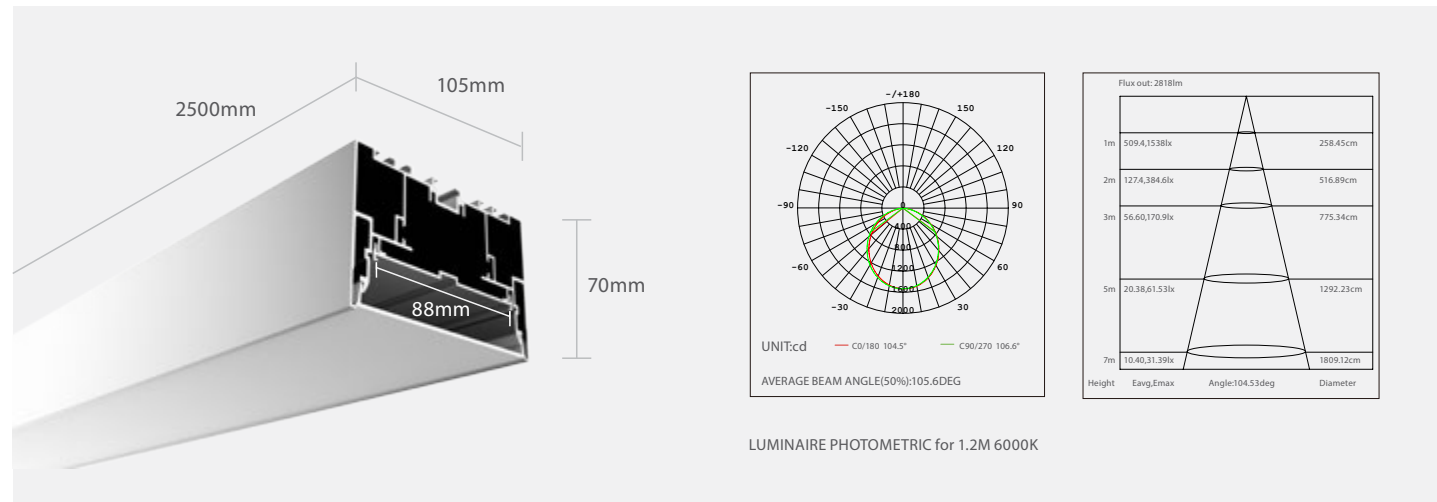 2500mm
105mm
70mm
88mm
-/+180
-150
150
-120
120
-90
90
-60
60
-30
30
0
400
800
1200
1600
2000
UNIT:cd
C0/180 104.5°
C90/270 106.6°
AVERAGE BEAM ANGLE(50%):105.6DEG
Flux out: 2818lm
1m 509.4,1538lx 258.45cm
2m 127.4,384.6lx 516.89cm
3m 56.60,170.9lx 775.34cm
5m 20.38,61.53lx 1292.23cm
7m 10.40,31.39lx 1809.12cm
Height Eavg,Emax Angle:104.53deg Diameter
LUMINAIRE PHOTOMETRIC for 1.2M 6000K